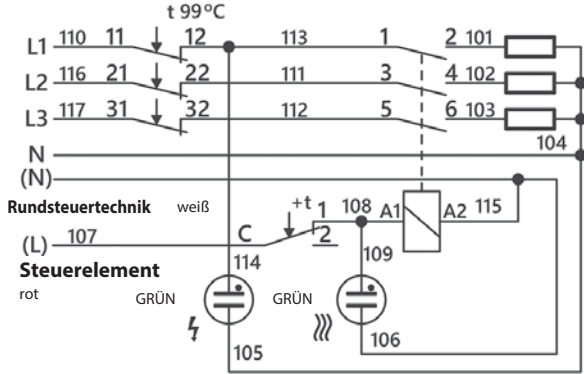 t 99°C
L1 110 11 12 113 1 2 101
L2 116 21 22 111 3 4 102
L3 117 31 32 112 5 6 103
N 104
(N)
Rundsteuertechnik weiß +t 1 108 A1 A2 115
(L) 107 C 2
Steuerelement 114 109
rot GRÜN GRÜN
105 106